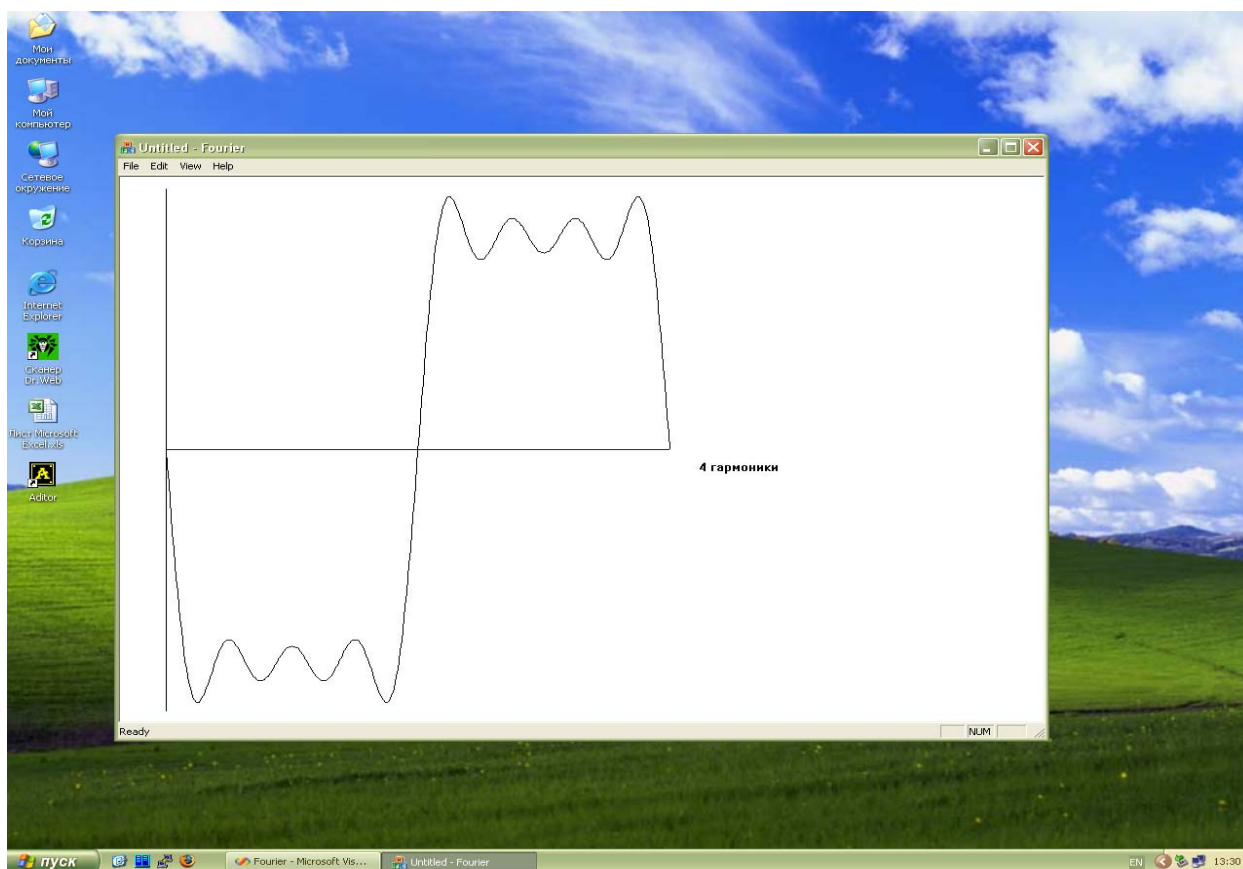 Мои
документы
Мой
компьютер
Сетевое
окружение
Корзина
Internet
Explorer
Сканер
Dr.Web
Лист Microsoft
Excell.xls
Aditor
Untitled - Fourier
File Edit View Help
4 гармоники
Ready
NUM
пуск
Fourier - Microsoft Vis...
Untitled - Fourier
EN
13:30